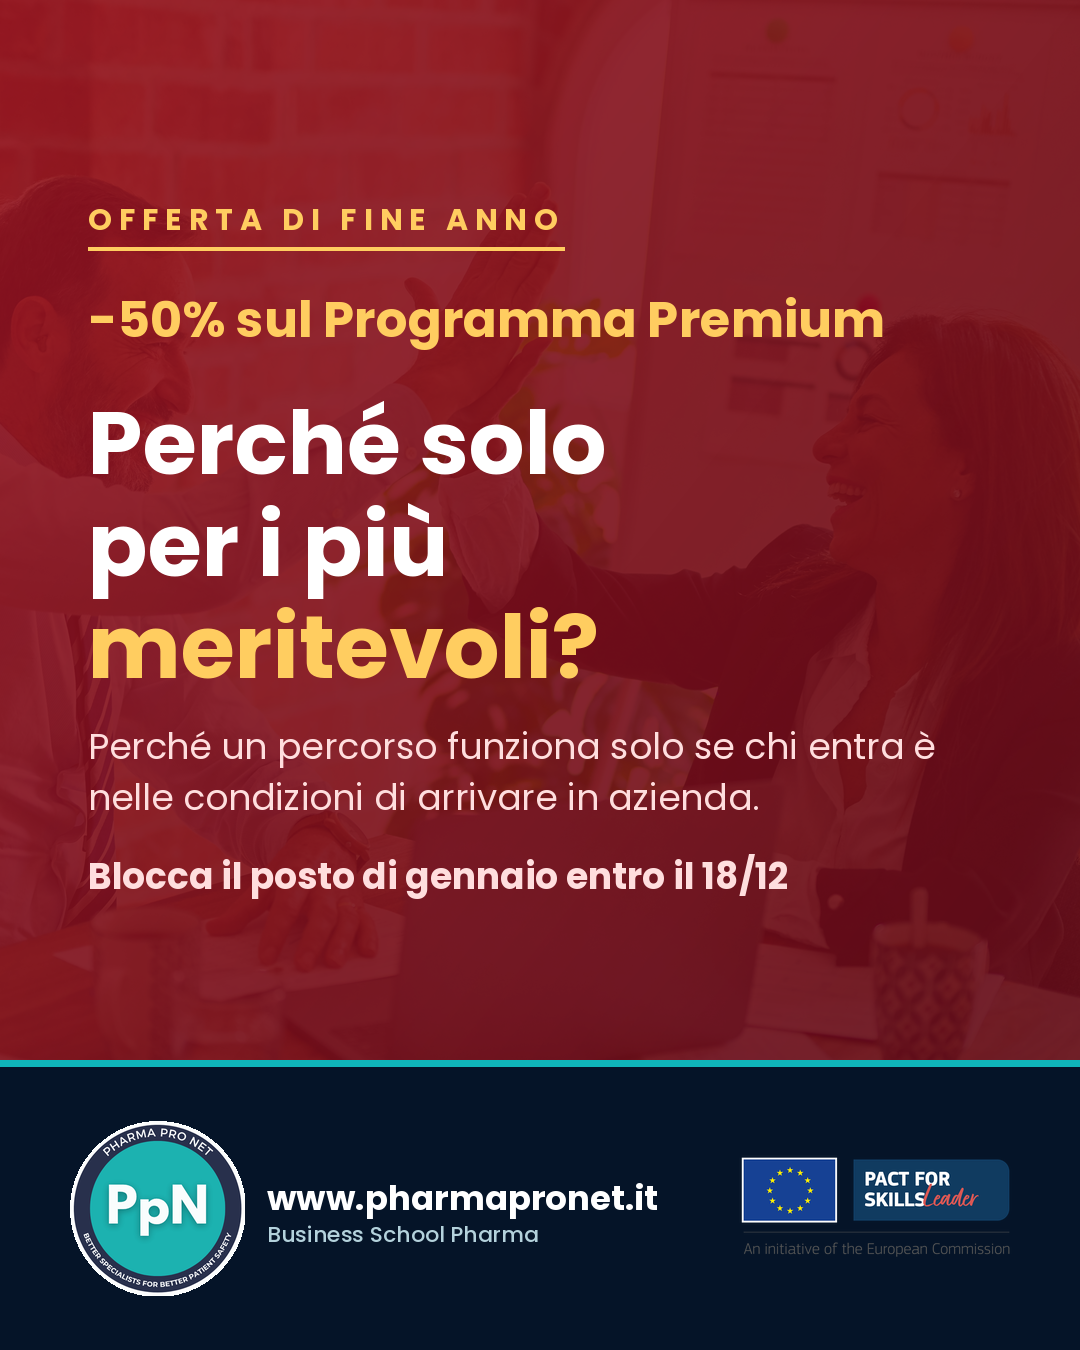 OFFERTA DI FINE ANNO
-50% sul Programma Premium
Perché solo
per i più
meritevoli?
Perché un percorso funziona solo se chi entra è
nelle condizioni di arrivare in azienda.
Blocca il posto di gennaio entro il 18/12
PHARMA PRO NET
PpN
BETTER SPECIALISTS FOR BETTER PATIENT SAFETY
www.pharmapronet.it
Business School Pharma
PACT FOR
SKILLS Leader
An initiative of the European Commission